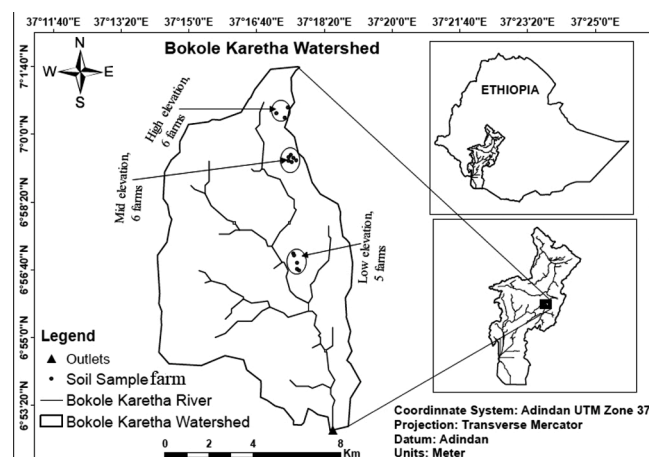 37°11'40"E 37°13'20"E 37°15'0"E 37°16'40"E 37°18'20"E 37°20'0"E 37°21'40"E 37°23'20"E 37°25'0"E
Bokole Karetha Watershed
N
W E
S
7°1'40"N
7°0'0"N
6°58'20"N
6°56'40"N
6°55'0"N
6°53'20"N
High elevation,
6 farms
Mid elevation,
6 farms
Low elevation,
5 farms
ETHIOPIA
Legend
Outlets
Soil Sample farm
Bokole Karetha River
Bokole Karetha Watershed
0 1 2 4 8
Km
Coordinnate System: Adindan UTM Zone 37
Projection: Transverse Mercator
Datum: Adindan
Units: Meter